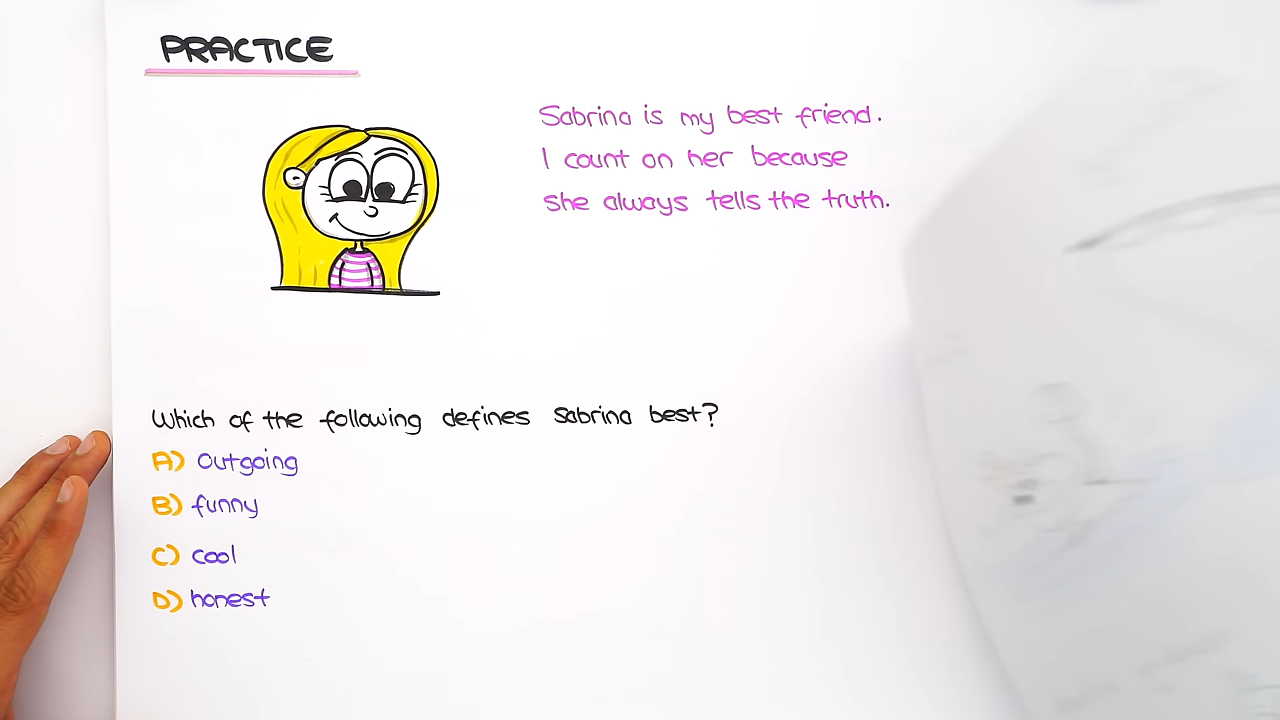 PRACTICE
Sabrina is my best friend.
I count on her because
she always tells the truth.
Which of the following defines Sabrina best?
A) Outgoing
B) funny
C) cool
D) honest